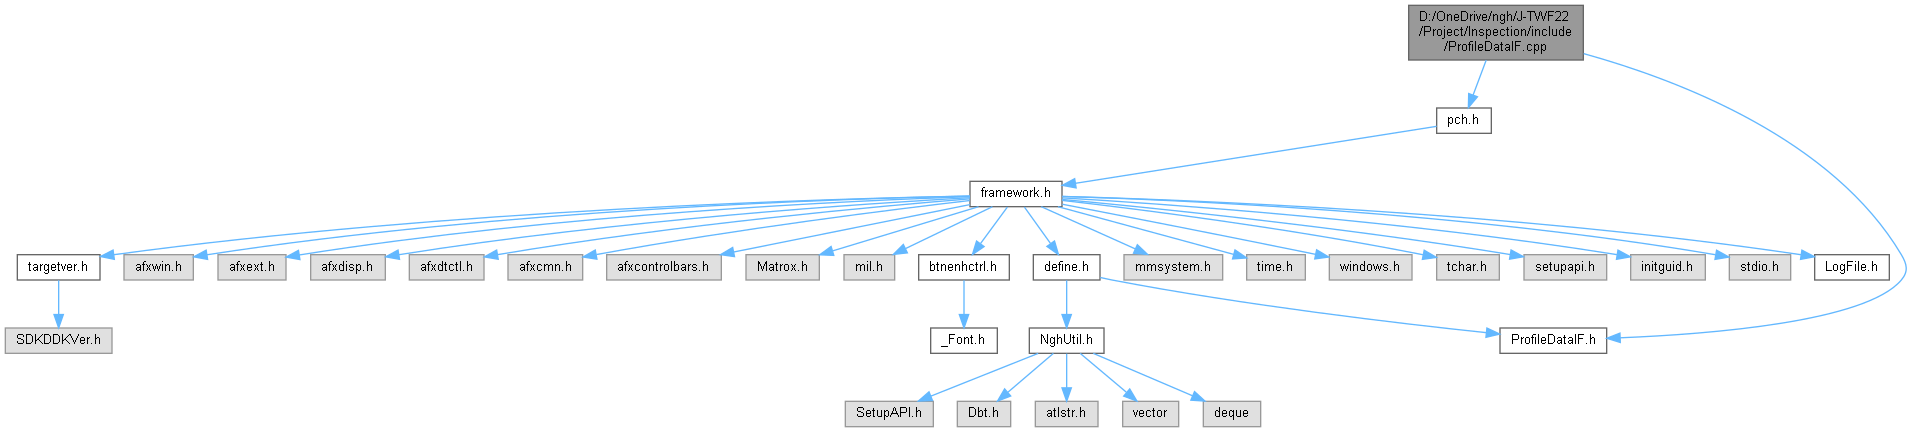 D:/OneDrive/ngh/J-TWF22
/Project/Inspection/include
/ProfileDataIF.cpp
pch.h
framework.h
targetver.h
afxwin.h
afxext.h
afxdisp.h
afxdtctl.h
afxcmn.h
afxcontrolbars.h
Matrox.h
mil.h
btnenhctrl.h
define.h
mmsystem.h
time.h
windows.h
tchar.h
setupapi.h
initguid.h
stdio.h
LogFile.h
SDKDDKVer.h
_Font.h
NghUtil.h
ProfileDataIF.h
SetupAPI.h
Dbt.h
atlstr.h
vector
deque